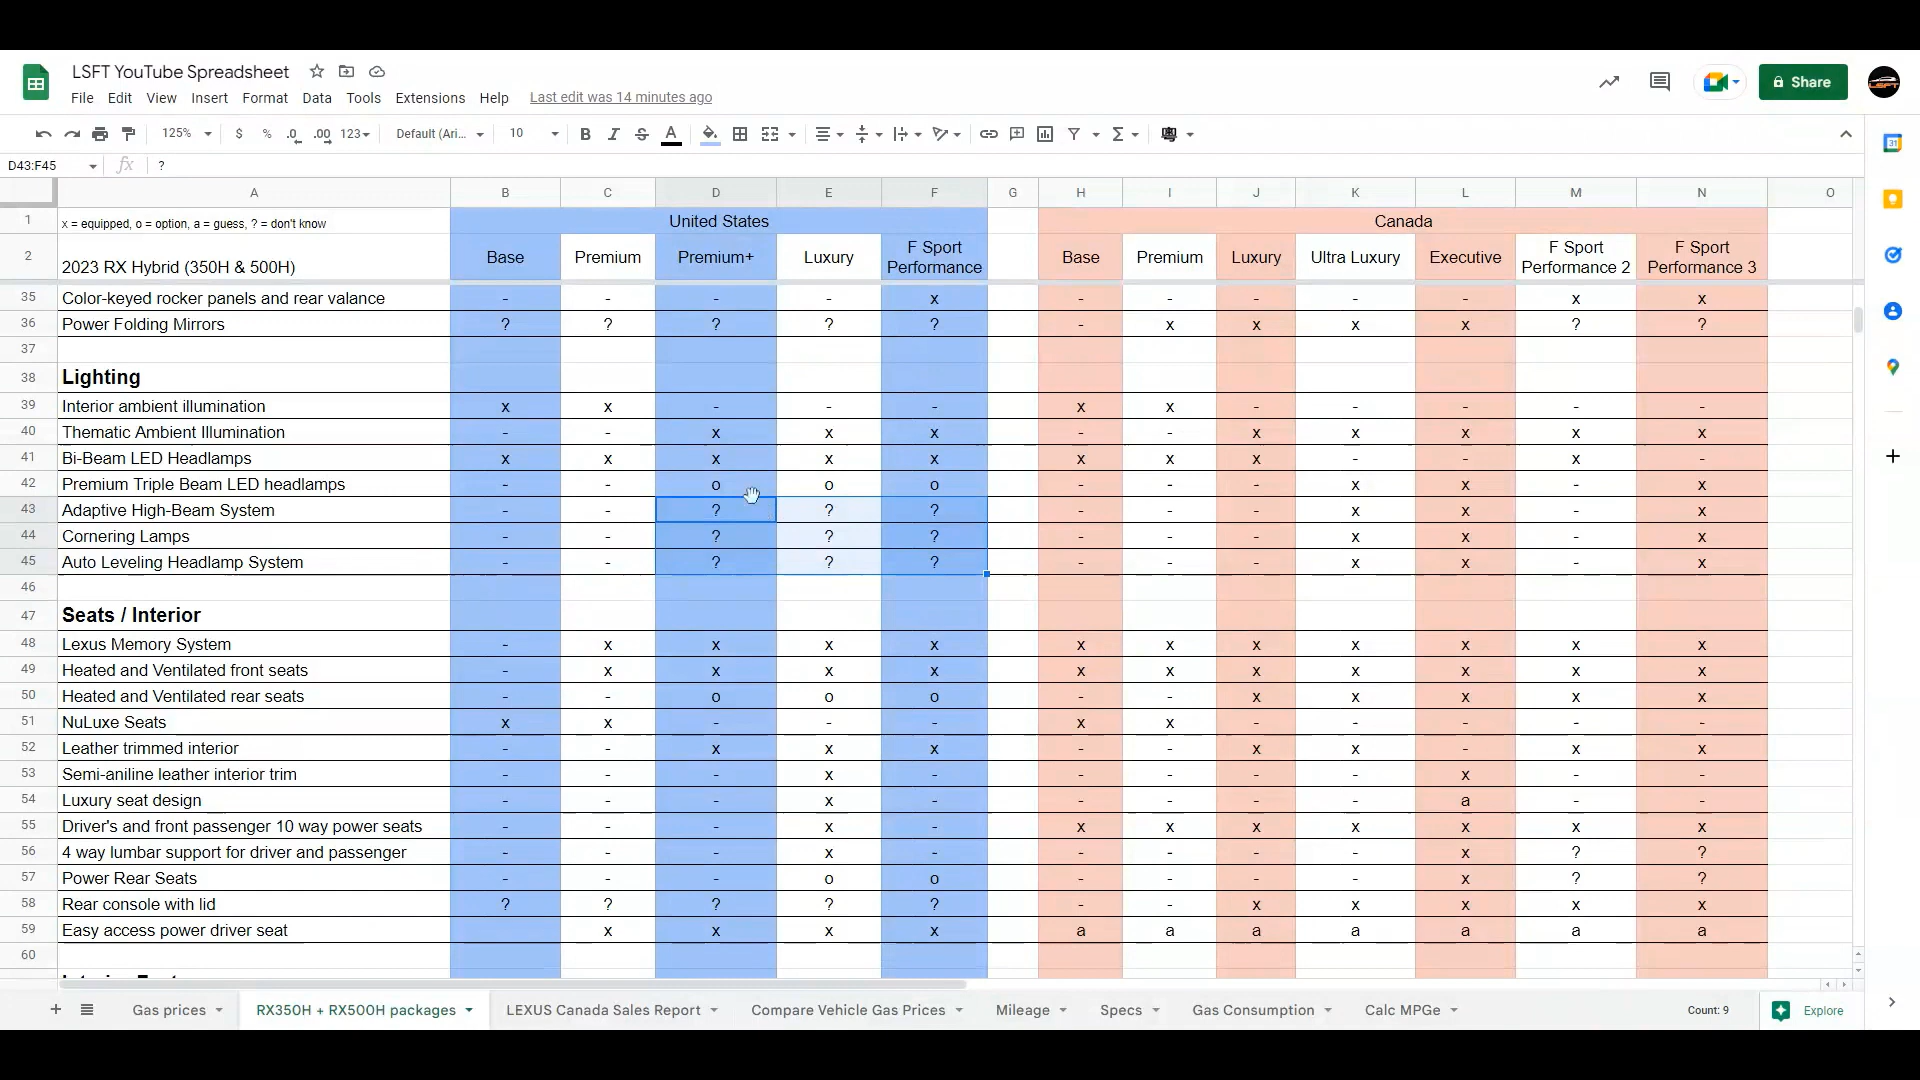 LSFT YouTube Spreadsheet
File Edit View Insert Format Data Tools Extensions Help Last edit was 14 minutes ago
Share
LSFT
125% $ % .0 .00 123 Default (Ari... 10 B I S A
31
D43:F45 fx ?
A B C D E F G H I J K L M N O
1 x = equipped, o = option, a = guess, ? = don't know United States Canada
2 2023 RX Hybrid (350H & 500H) Base Premium Premium+ Luxury F Sport Performance Base Premium Luxury Ultra Luxury Executive F Sport Performance 2 F Sport Performance 3
35 Color-keyed rocker panels and rear valance - - - - x - - - - - x x
36 Power Folding Mirrors ? ? ? ? ? - x x x x ? ?
37
38 Lighting
39 Interior ambient illumination x x - - - x x - - - - -
40 Thematic Ambient Illumination - - x x x - - x x x x x
41 Bi-Beam LED Headlamps x x x x x x x x - - x -
42 Premium Triple Beam LED headlamps - - o o o - - - x x - x
43 Adaptive High-Beam System - - ? ? ? - - - x x - x
44 Cornering Lamps - - ? ? ? - - - x x - x
45 Auto Leveling Headlamp System - - ? ? ? - - - x x - x
46
47 Seats / Interior
48 Lexus Memory System - x x x x x x x x x x x
49 Heated and Ventilated front seats - x x x x x x x x x x x
50 Heated and Ventilated rear seats - - o o o - - x x x x x
51 NuLuxe Seats x x - - - x x - - - - -
52 Leather trimmed interior - - x x x - - x x - x x
53 Semi-aniline leather interior trim - - - x - - - - - x - -
54 Luxury seat design - - - x - - - - - a - -
55 Driver's and front passenger 10 way power seats - - - x - x x x x x x x
56 4 way lumbar support for driver and passenger - - - x - - - - - x ? ?
57 Power Rear Seats - - - o o - - - - x ? ?
58 Rear console with lid ? ? ? ? ? - - x x x x x
59 Easy access power driver seat x x x x a a a a a a a
60
Gas prices RX350H + RX500H packages LEXUS Canada Sales Report Compare Vehicle Gas Prices Mileage Specs Gas Consumption Calc MPGe Count: 9 Explore